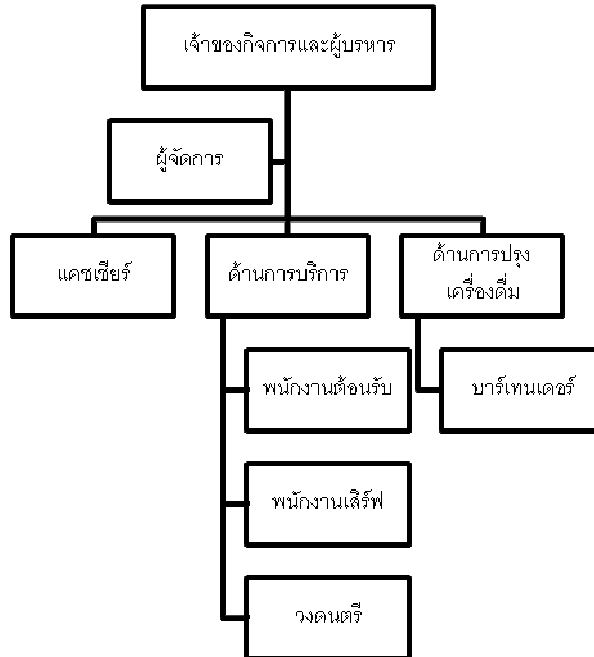 เจ้าของกิจการและผู้บรหาร
ผู้จัดการ
แคชเชียร์
ด้านการบริการ
ด้านการปรุง
เครื่องดื่ม
พนักงานต้อนรับ
บาร์เทนเดอร์
พนักงานเสิร์ฟ
วงดนตรี